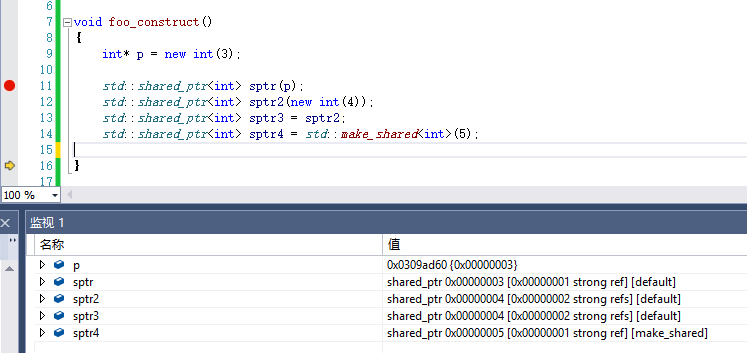 6
7 void foo_construct()
8 {
9 int* p = new int(3);
10
11 std::shared_ptr<int> sptr(p);
12 std::shared_ptr<int> sptr2(new int(4));
13 std::shared_ptr<int> sptr3 = sptr2;
14 std::shared_ptr<int> sptr4 = std::make_shared<int>(5);
15
16 }
17
100 %
监视 1
名称 值
p 0x0309ad60 {0x00000003}
sptr shared_ptr 0x00000003 [0x00000001 strong ref] [default]
sptr2 shared_ptr 0x00000004 [0x00000002 strong refs] [default]
sptr3 shared_ptr 0x00000004 [0x00000002 strong refs] [default]
sptr4 shared_ptr 0x00000005 [0x00000001 strong ref] [make_shared]